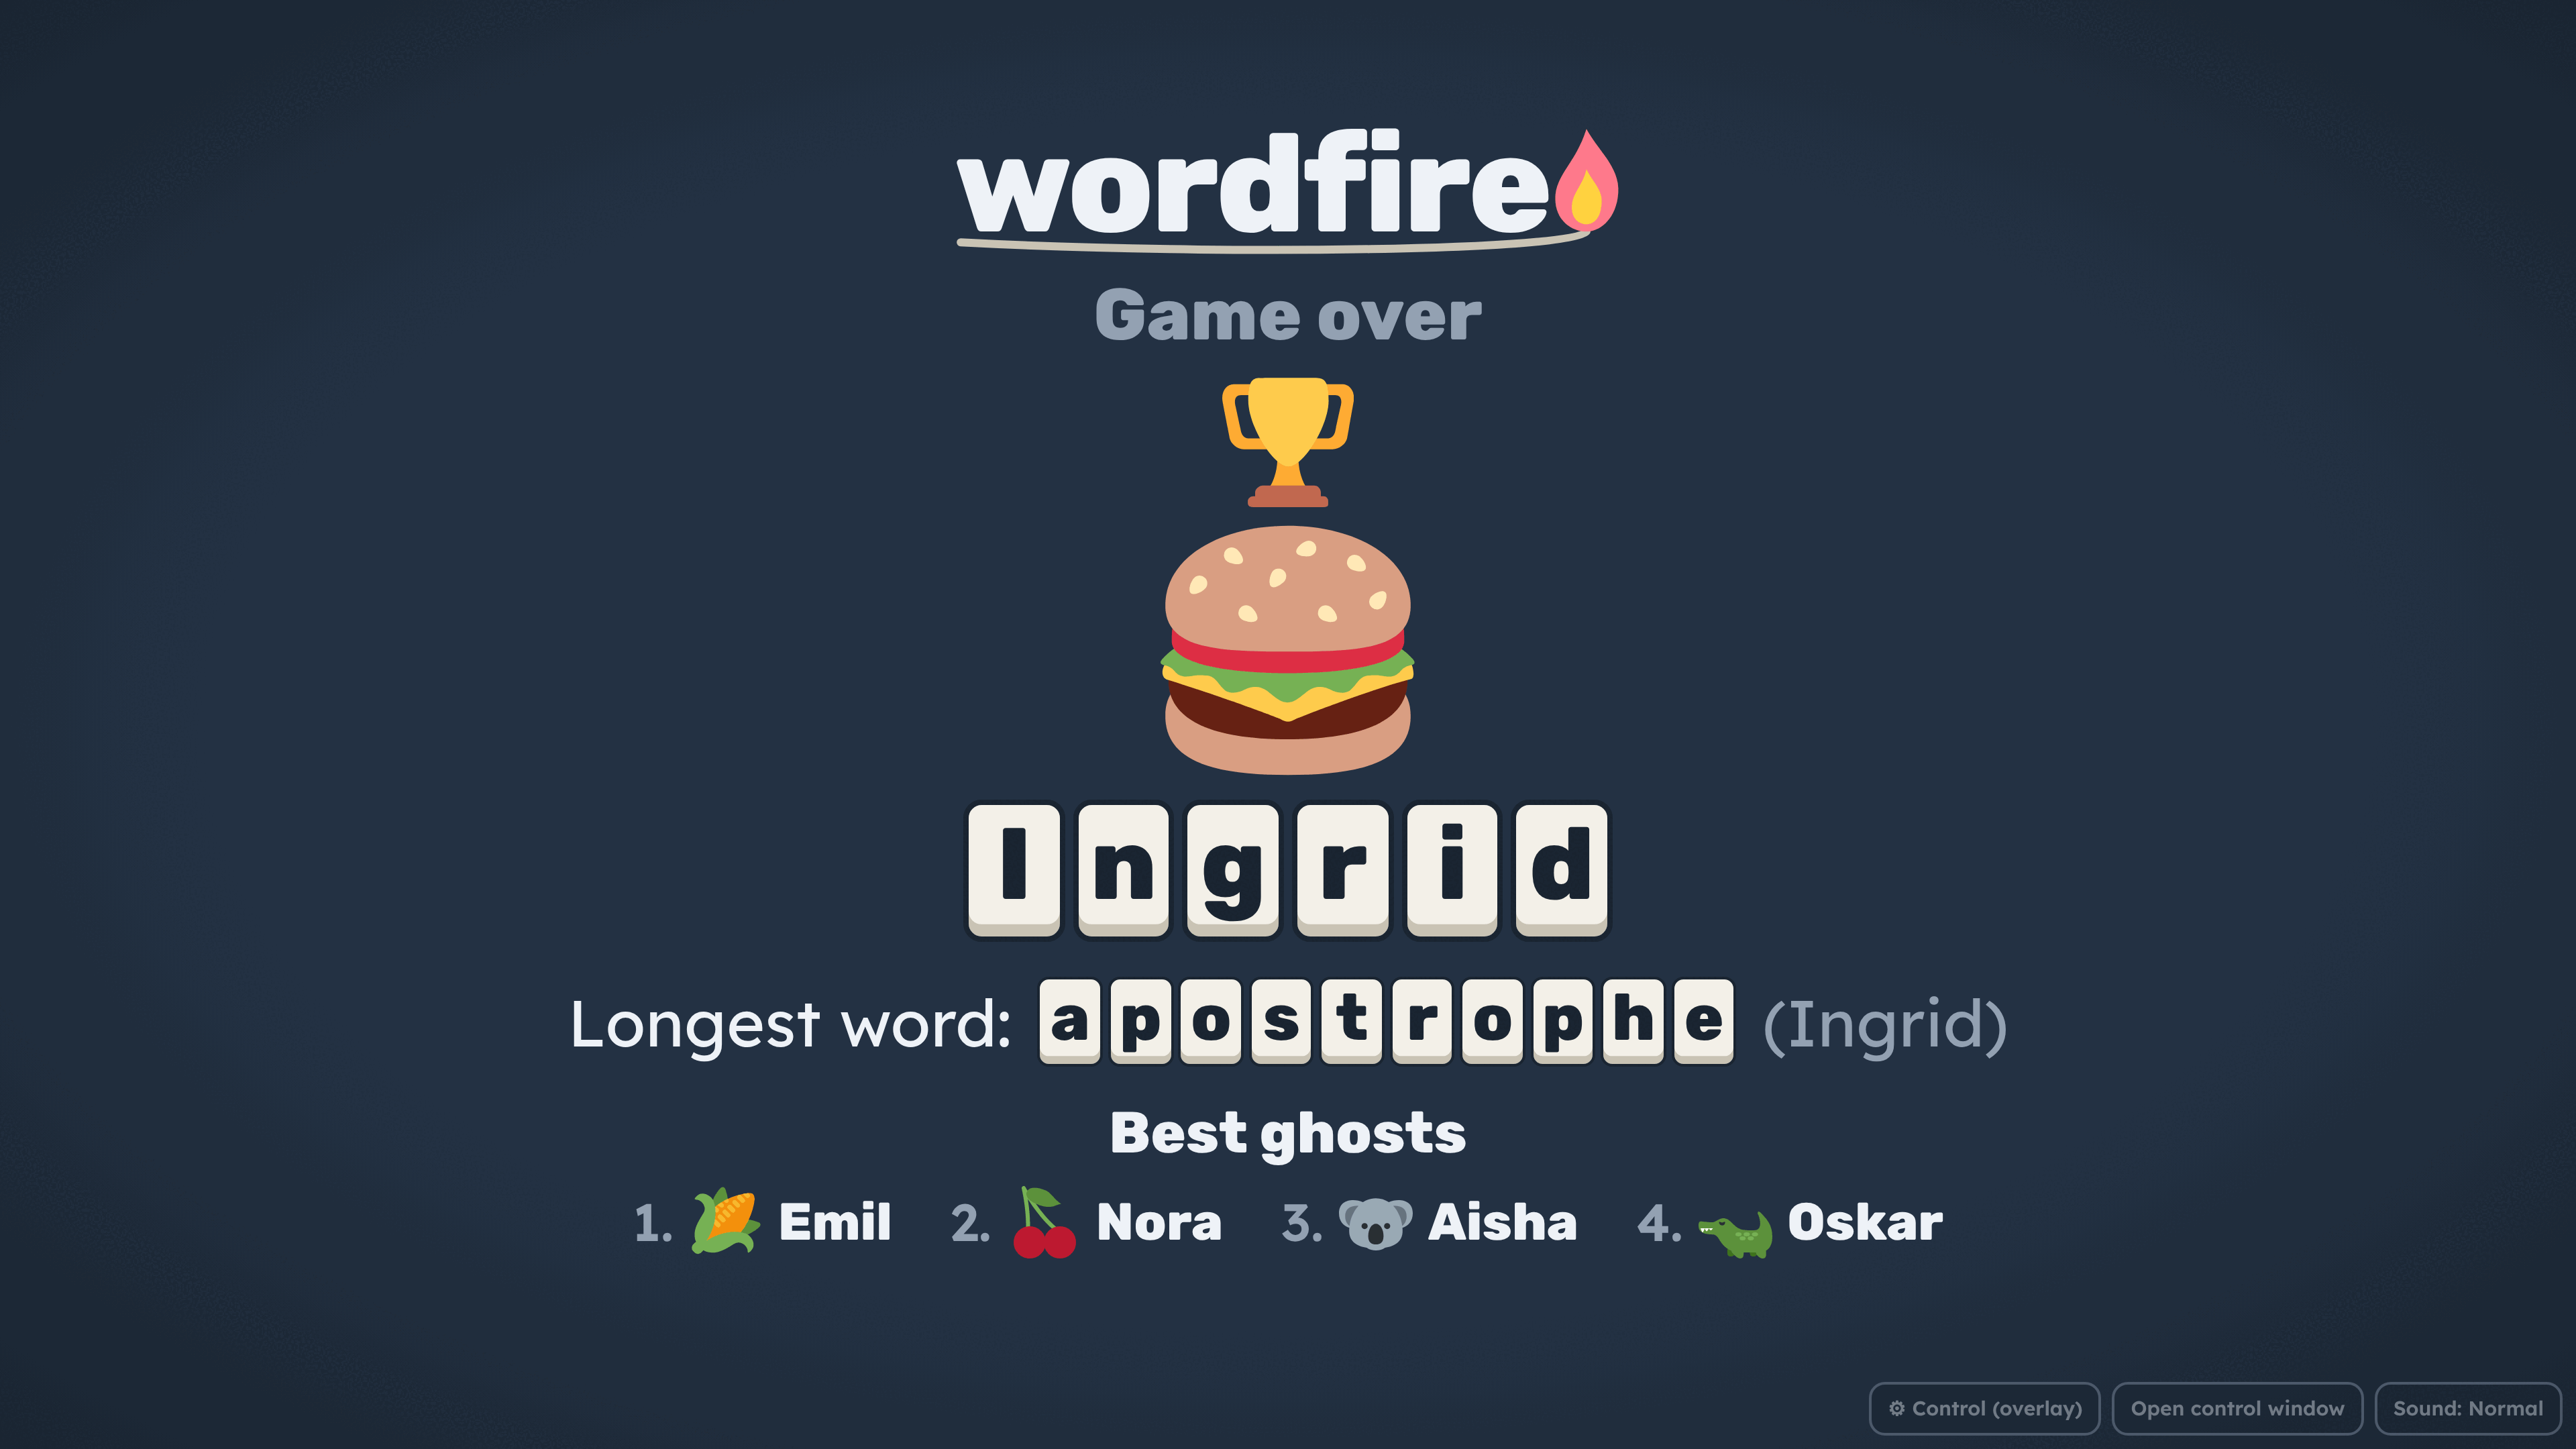 wordfire
Game over
Ingrid
Longest word: apostrophe (Ingrid)
Best ghosts
1. Emil 2. Nora 3. Aisha 4. Oskar
⚙ Control (overlay) Open control window Sound: Normal